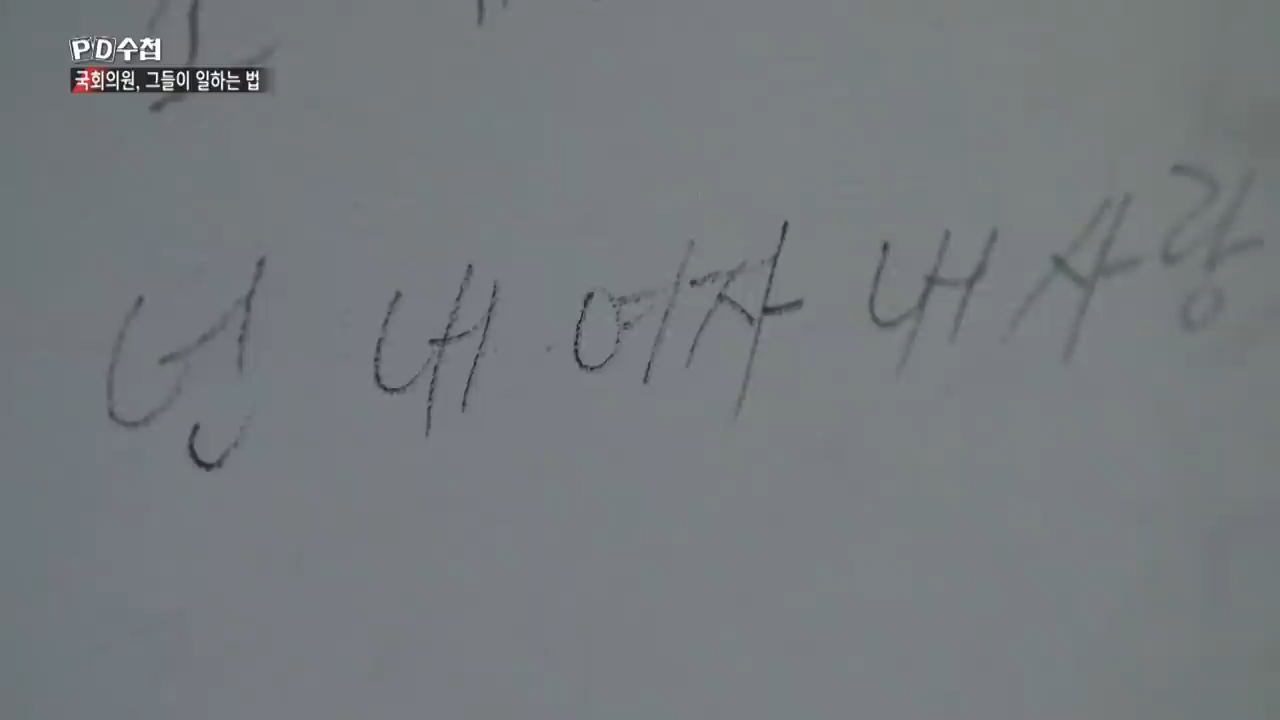 PD수첩
국회의원, 그들이 일하는 법
넝 내 여자 내 사랑